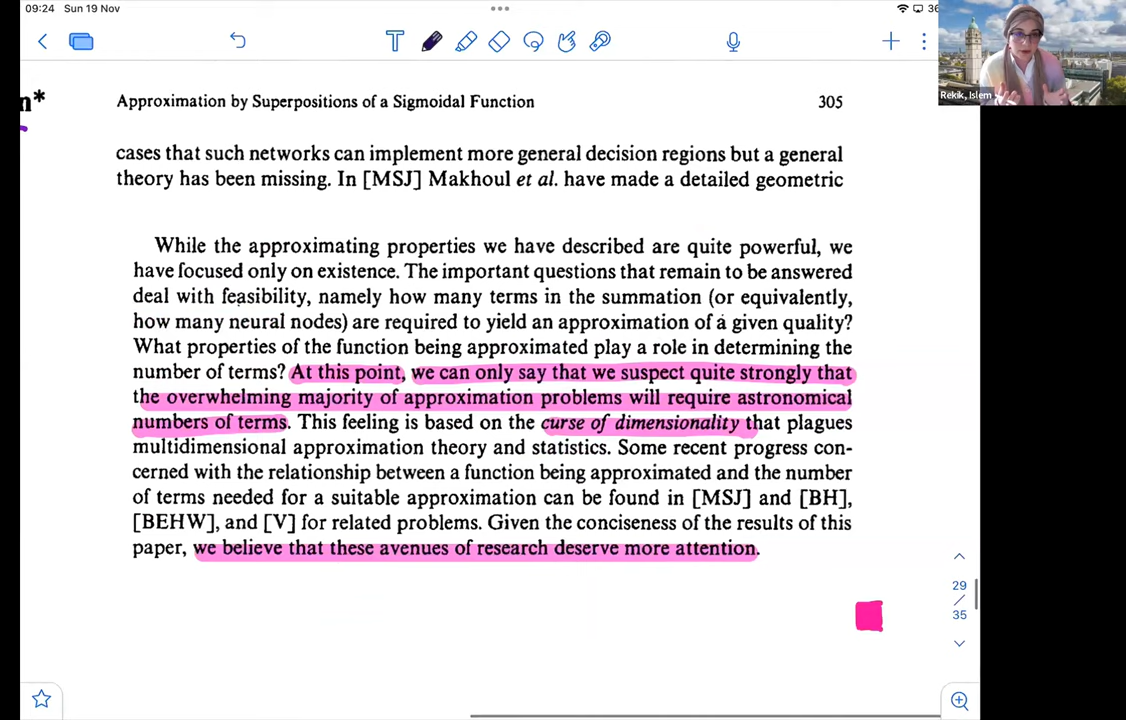 09:24 Sun 19 Nov
Rekik, Islem
n*
Approximation by Superpositions of a Sigmoidal Function 305
cases that such networks can implement more general decision regions but a general
theory has been missing. In [MSJ] Makhoul et al. have made a detailed geometric
While the approximating properties we have described are quite powerful, we
have focused only on existence. The important questions that remain to be answered
deal with feasibility, namely how many terms in the summation (or equivalently,
how many neural nodes) are required to yield an approximation of a given quality?
What properties of the function being approximated play a role in determining the
number of terms? At this point, we can only say that we suspect quite strongly that
the overwhelming majority of approximation problems will require astronomical
numbers of terms. This feeling is based on the curse of dimensionality that plagues
multidimensional approximation theory and statistics. Some recent progress con-
cerned with the relationship between a function being approximated and the number
of terms needed for a suitable approximation can be found in [MSJ] and [BH],
[BEHW], and [V] for related problems. Given the conciseness of the results of this
paper, we believe that these avenues of research deserve more attention.
29
35